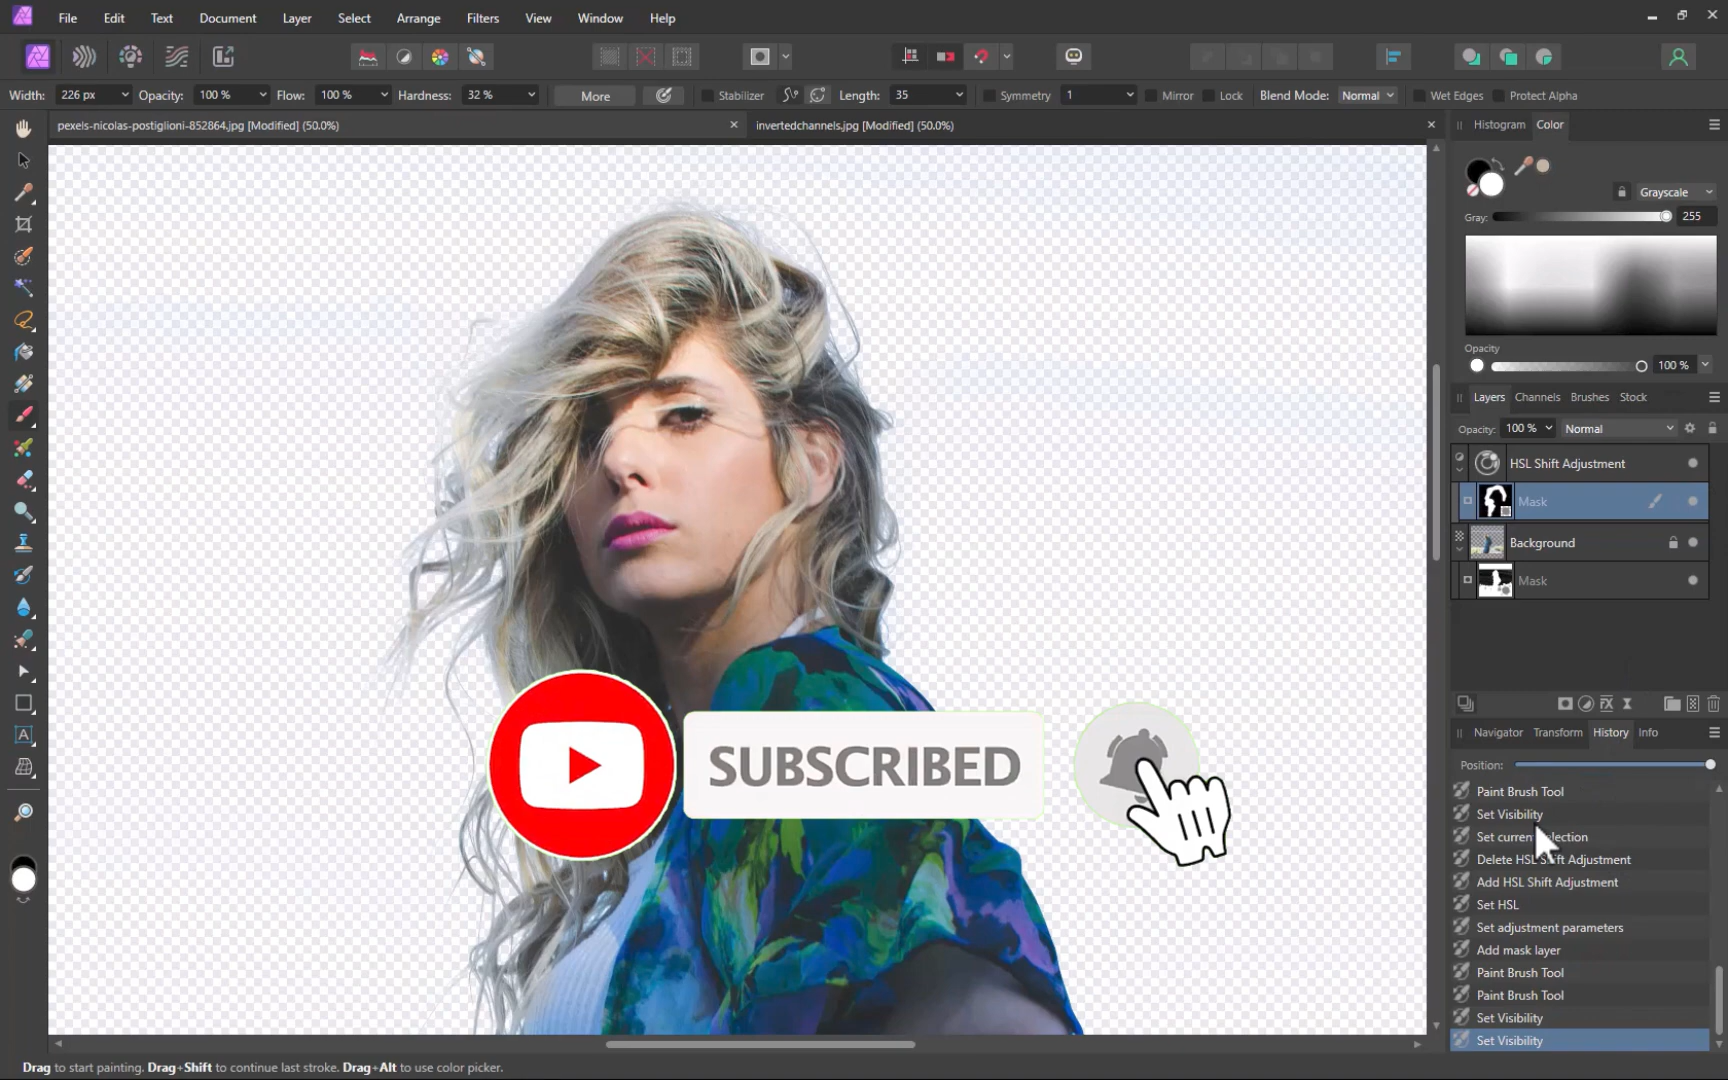 File Edit Text Document Layer Select Arrange Filters View Window Help
Width: 226 px Opacity: 100 % Flow: 100 % Hardness: 32 % More Stabilizer Length: 35 Symmetry 1 Mirror Lock Blend Mode: Normal Wet Edges Protect Alpha
pexels-nicolas-postiglioni-852864.jpg [Modified] (50.0%) invertedchannels.jpg [Modified] (50.0%)
Histogram Color
Grayscale
Gray: 255
Opacity
100 %
Layers Channels Brushes Stock
Opacity: 100 % Normal
HSL Shift Adjustment
Mask
Background
Mask
Navigator Transform History Info
Position:
Paint Brush Tool
Set Visibility
Set current selection
Delete HSL Shift Adjustment
Add HSL Shift Adjustment
Set HSL
Set adjustment parameters
Add mask layer
Paint Brush Tool
Paint Brush Tool
Set Visibility
Set Visibility
SUBSCRIBED
Drag to start painting. Drag+Shift to continue last stroke. Drag+Alt to use color picker.